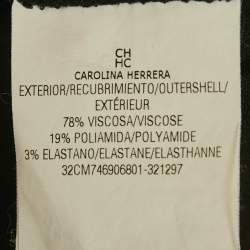 CH
HC
CAROLINA HERRERA
EXTERIOR/RECUBRIMIENTO/OUTERSHELL/
EXTÉRIEUR
78% VISCOSA/VISCOSE
19% POLIAMIDA/POLYAMIDE
3% ELASTANO/ELASTANE/ELASTHANNE
32CM746906801-321297